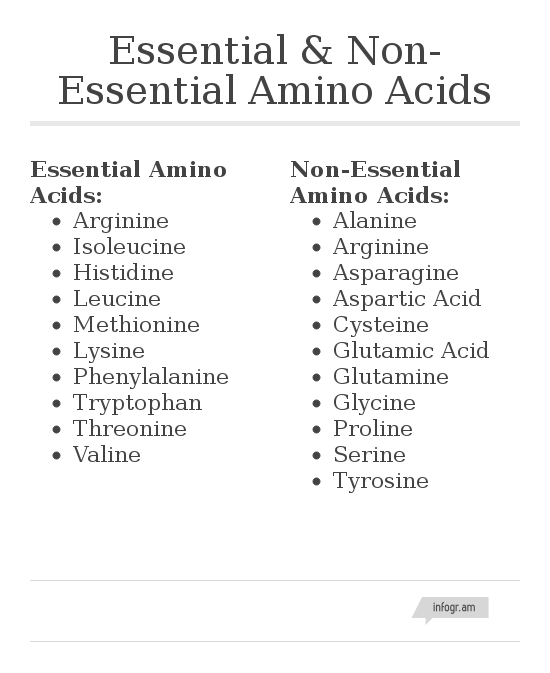 Essential & Non-
Essential Amino Acids
Essential Amino
Acids:
• Arginine
• Isoleucine
• Histidine
• Leucine
• Methionine
• Lysine
• Phenylalanine
• Tryptophan
• Threonine
• Valine
Non-Essential
Amino Acids:
• Alanine
• Arginine
• Asparagine
• Aspartic Acid
• Cysteine
• Glutamic Acid
• Glutamine
• Glycine
• Proline
• Serine
• Tyrosine
infogr.am